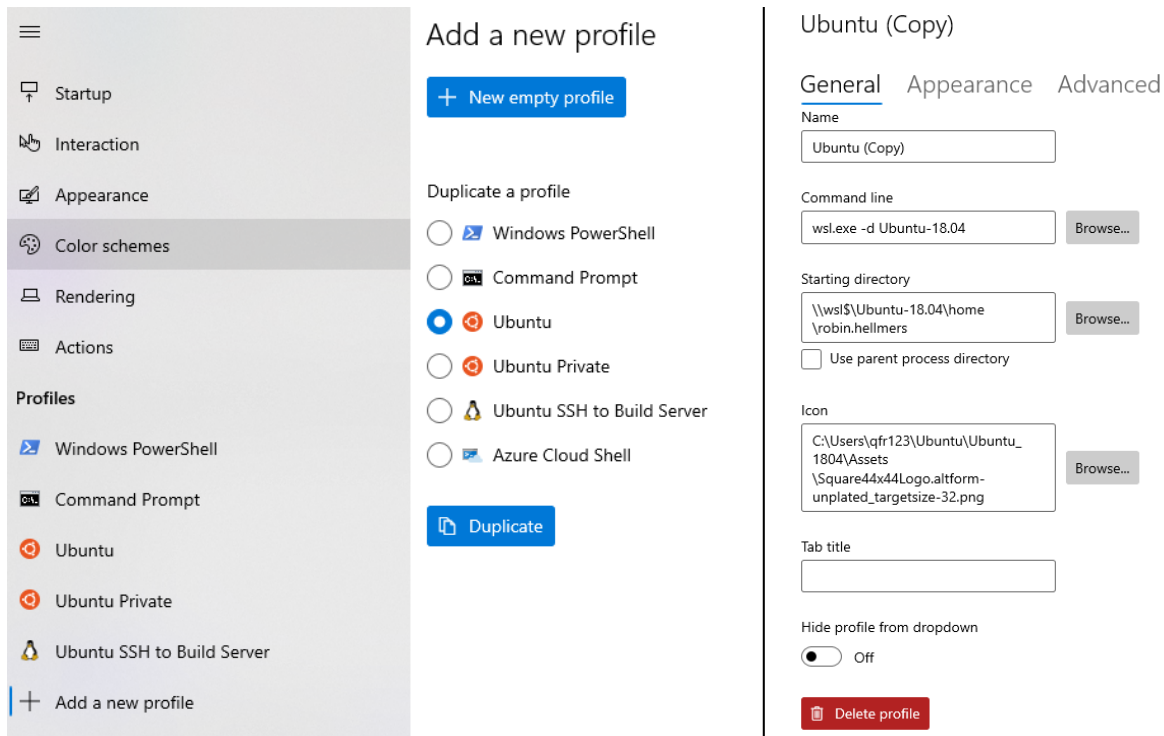 Startup
Interaction
Appearance
Color schemes
Rendering
Actions
Profiles
Windows PowerShell
Command Prompt
Ubuntu
Ubuntu Private
Ubuntu SSH to Build Server
Add a new profile
Add a new profile
New empty profile
Duplicate a profile
Windows PowerShell
Command Prompt
Ubuntu
Ubuntu Private
Ubuntu SSH to Build Server
Azure Cloud Shell
Duplicate
Ubuntu (Copy)
General Appearance Advanced
Name
Ubuntu (Copy)
Command line
wsl.exe -d Ubuntu-18.04
Browse...
Starting directory
\\wsl$\Ubuntu-18.04\home
\robin.hellmers
Browse...
Use parent process directory
Icon
C:\Users\qfr123\Ubuntu\Ubuntu_
1804\Assets
\Square44x44Logo.altform-
unplated_targetsize-32.png
Browse...
Tab title
Hide profile from dropdown
Off
Delete profile